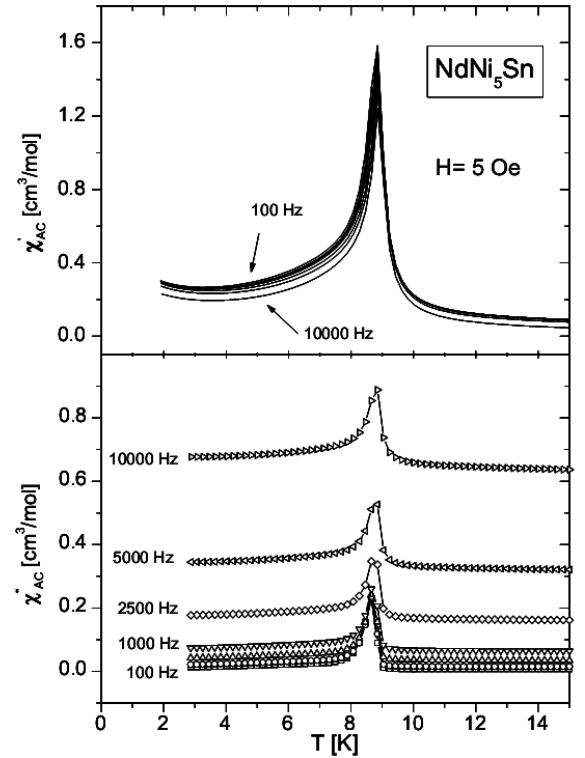 1.6
1.2
0.8
0.4
0.0
χ'AC [cm³/mol]
NdNi₅Sn
H= 5 Oe
100 Hz
10000 Hz
0.8
0.6
0.4
0.2
0.0
χ"AC [cm³/mol]
10000 Hz
5000 Hz
2500 Hz
1000 Hz
100 Hz
0 2 4 6 8 10 12 14
T [K]